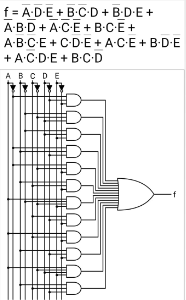 f = A·D·E + B·C·D + B·D·E +
A·B·D + A·C·E + B·C·E +
A·B·C·E + C·D·E + A·C·E + B·D·E
+ A·C·D·E + B·C·D
A B C D E
f